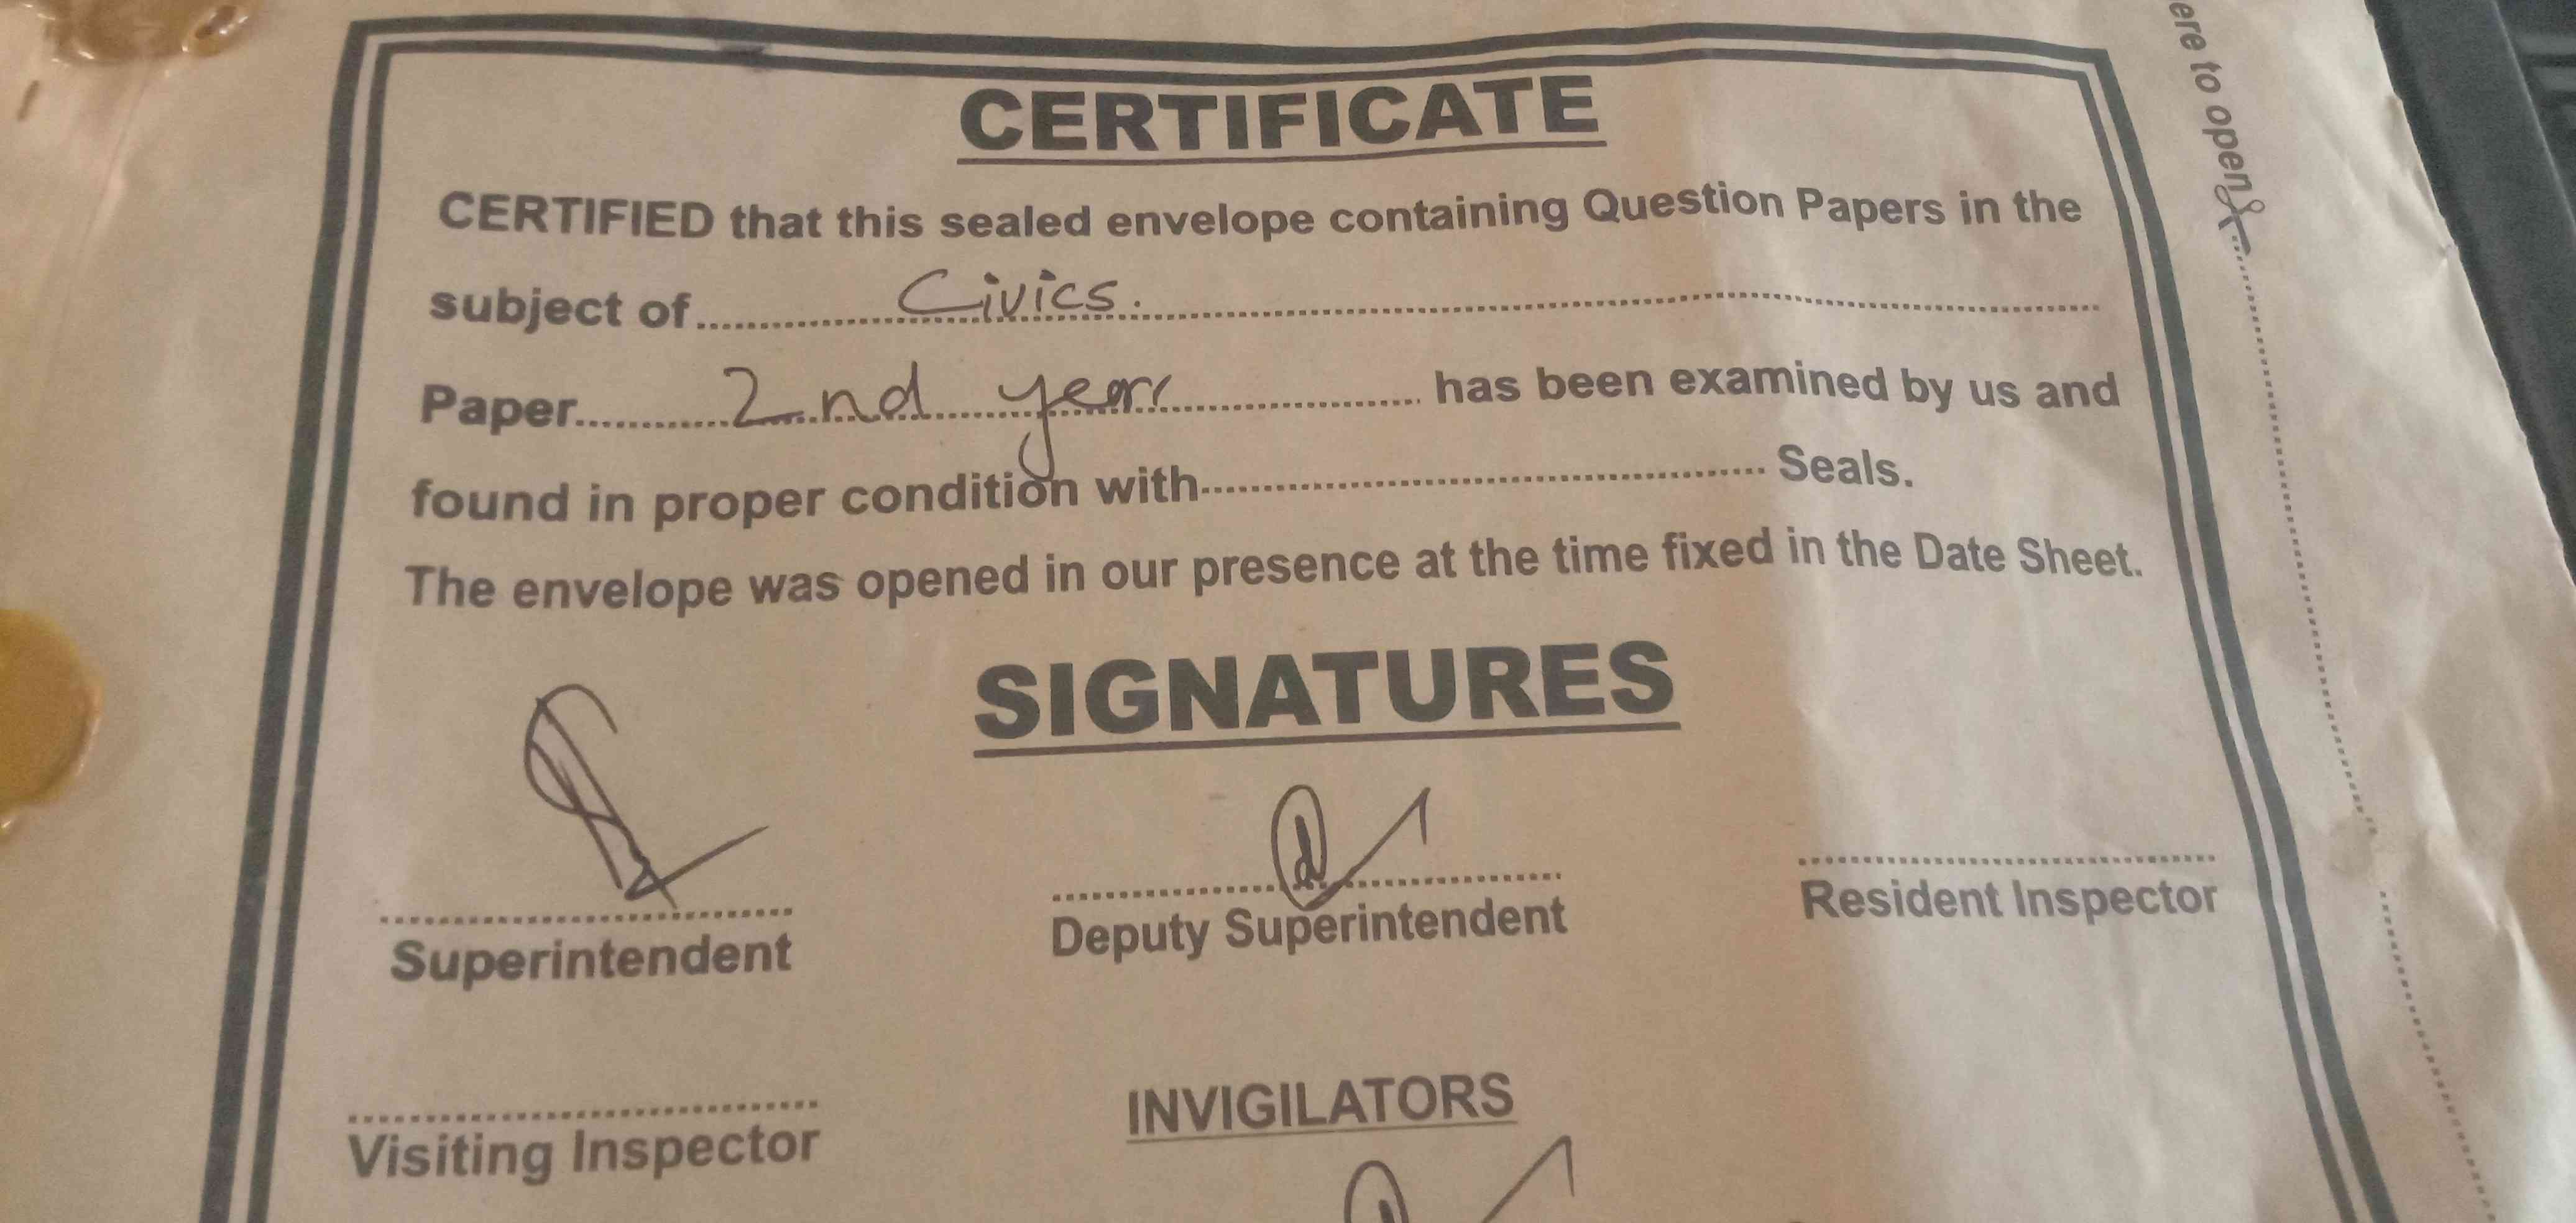 ere to open
CERTIFICATE
CERTIFIED that this sealed envelope containing Question Papers in the
subject of Civics.
Paper 2nd year has been examined by us and
found in proper condition with Seals.
The envelope was opened in our presence at the time fixed in the Date Sheet.
SIGNATURES
Superintendent
Deputy Superintendent
Resident Inspector
Visiting Inspector
INVIGILATORS